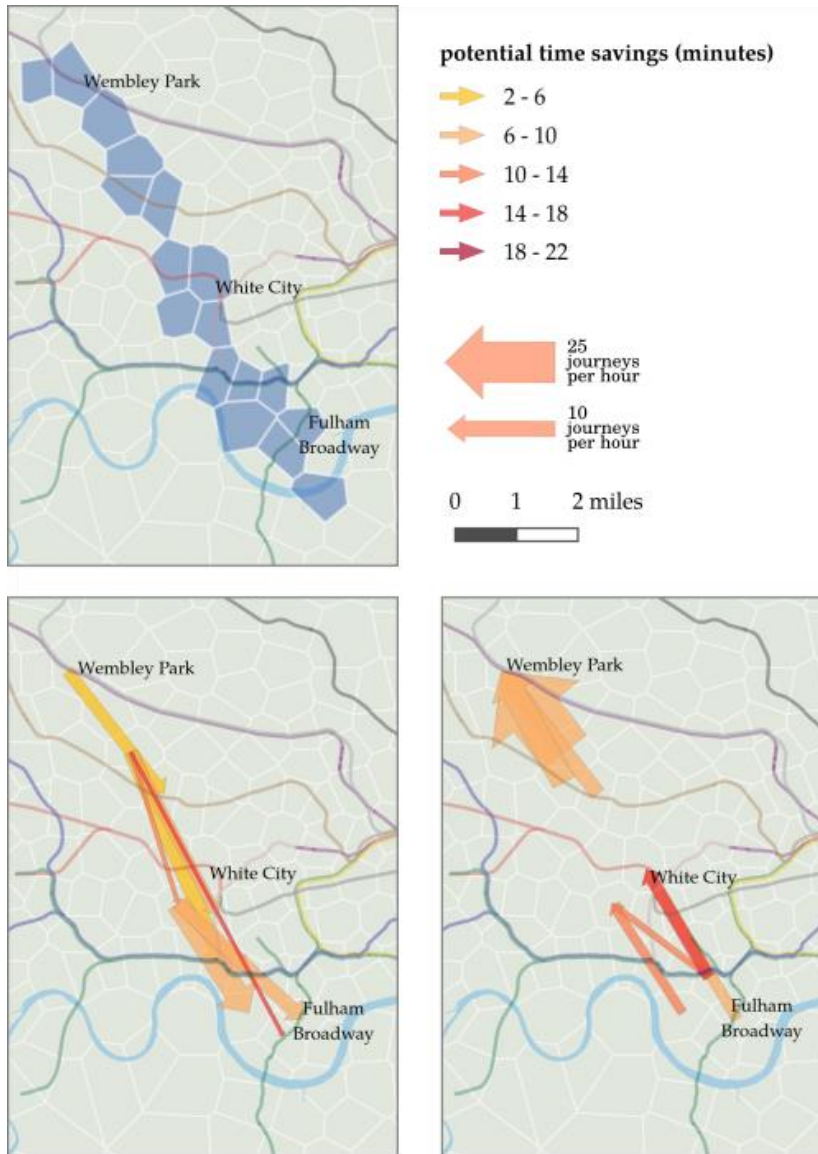 Wembley Park
White City
Fulham
Broadway
potential time savings (minutes)
2 - 6
6 - 10
10 - 14
14 - 18
18 - 22
25
journeys
per hour
10
journeys
per hour
0 1 2 miles
Wembley Park
White City
Fulham
Broadway
Wembley Park
White City
Fulham
Broadway